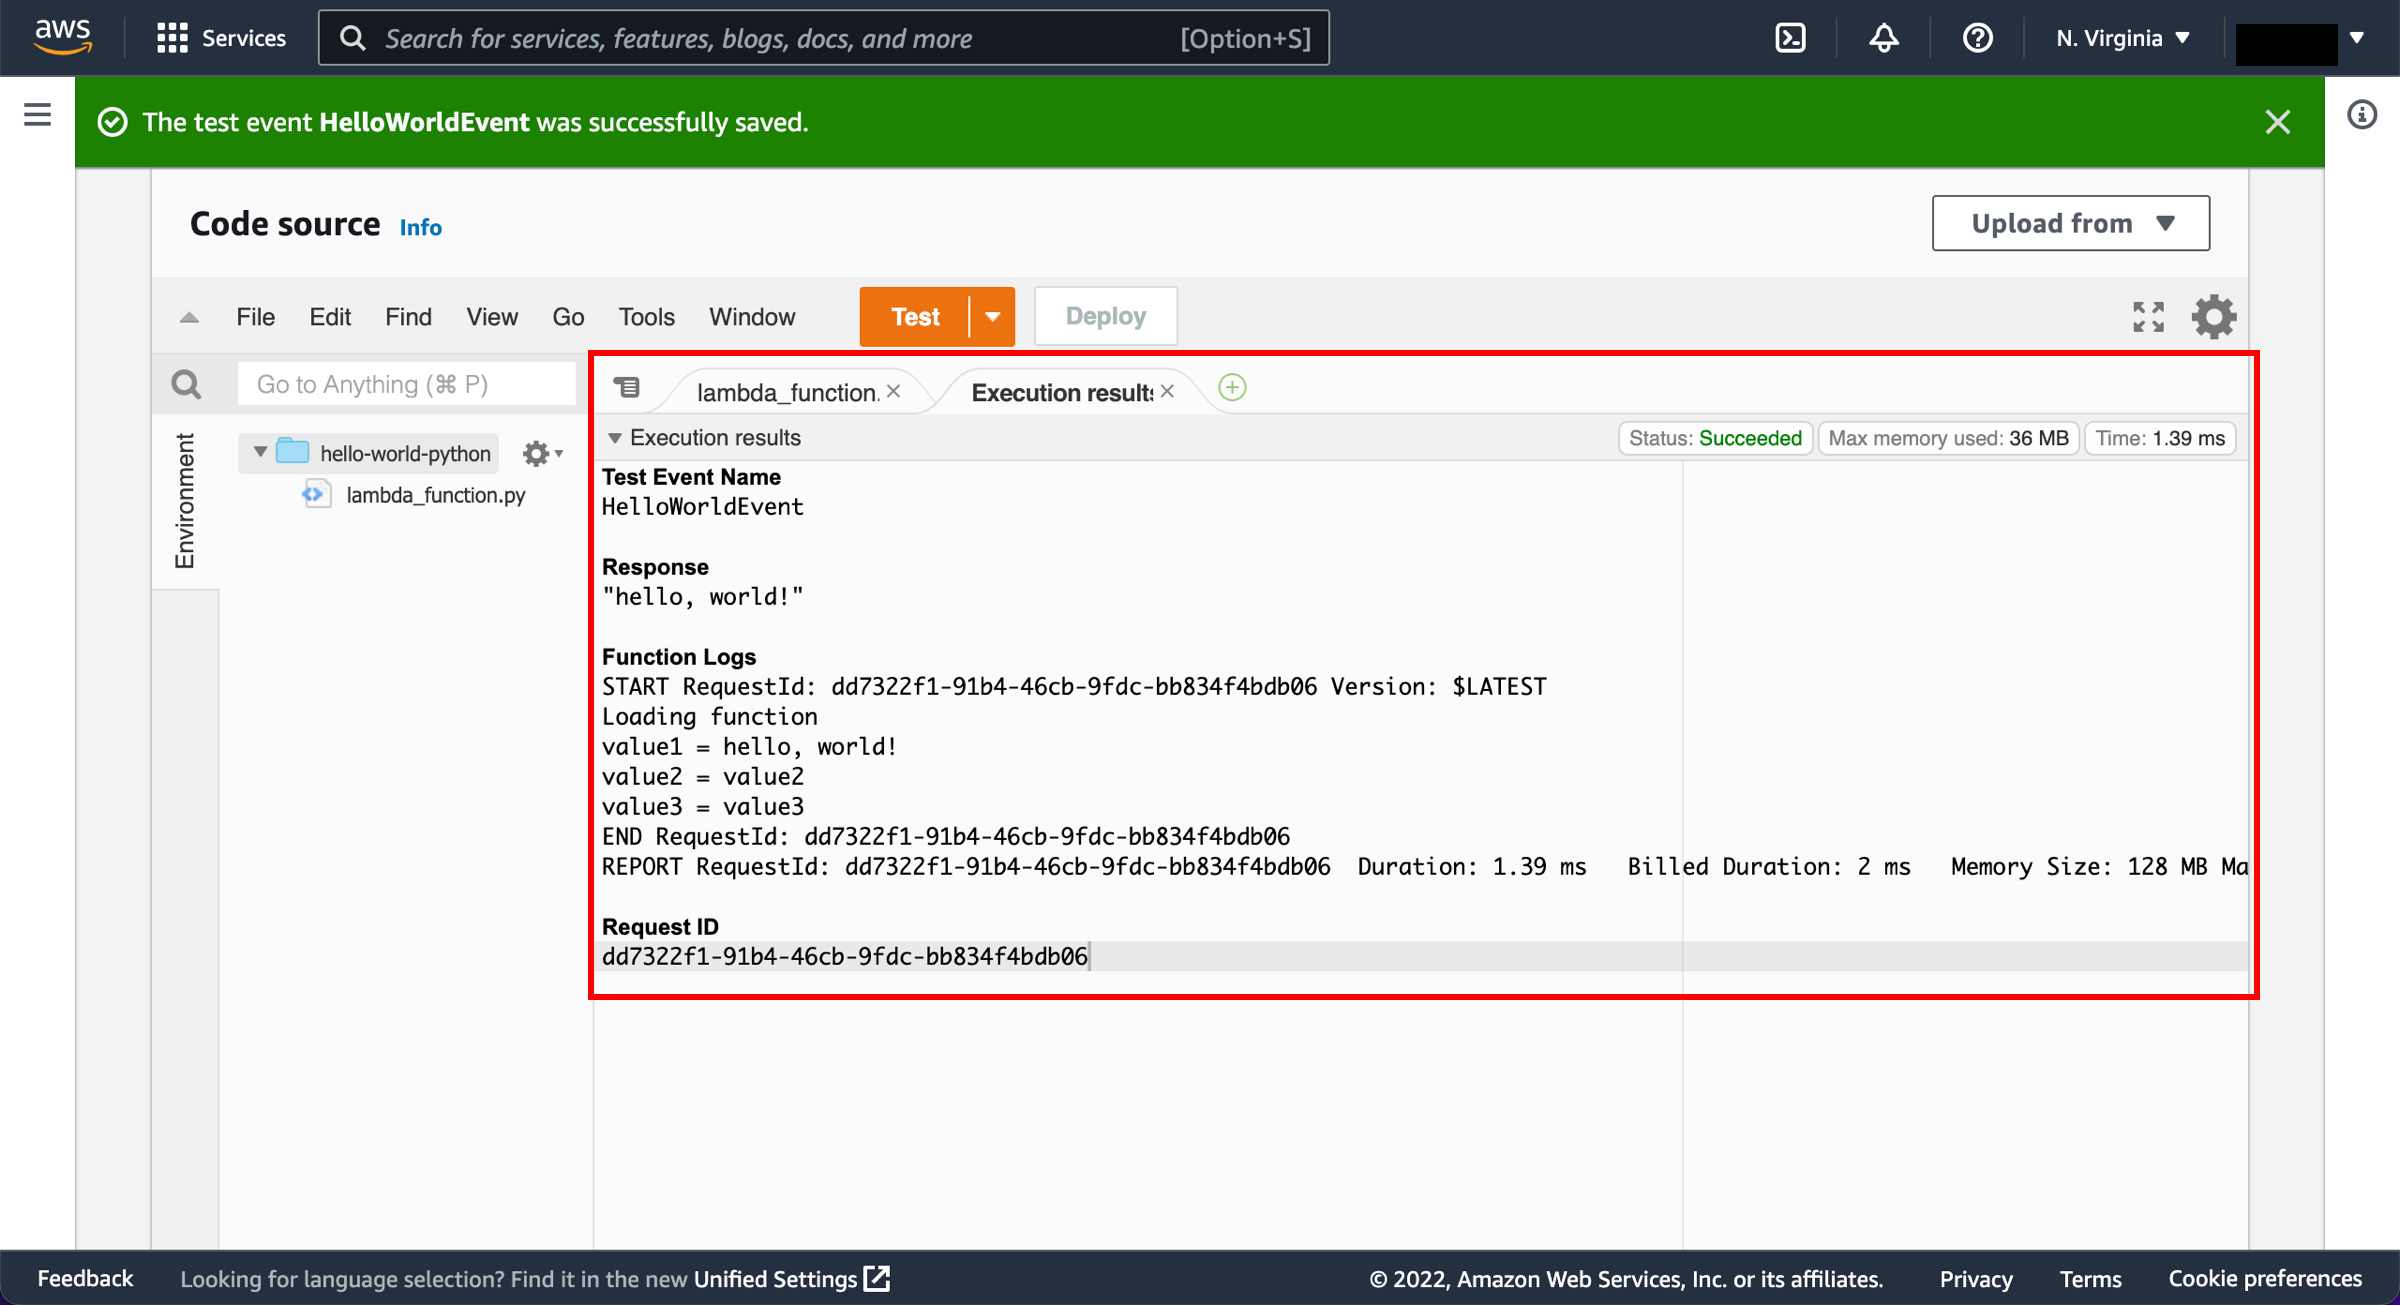 aws
Services
Search for services, features, blogs, docs, and more [Option+S]
N. Virginia
The test event HelloWorldEvent was successfully saved.
Code source Info
Upload from
File Edit Find View Go Tools Window Test Deploy
Go to Anything (⌘ P)
lambda_function. Execution results
Execution results
Status: Succeeded Max memory used: 36 MB Time: 1.39 ms
Environment
hello-world-python
lambda_function.py
Test Event Name
HelloWorldEvent
Response
"hello, world!"
Function Logs
START RequestId: dd7322f1-91b4-46cb-9fdc-bb834f4bdb06 Version: $LATEST
Loading function
value1 = hello, world!
value2 = value2
value3 = value3
END RequestId: dd7322f1-91b4-46cb-9fdc-bb834f4bdb06
REPORT RequestId: dd7322f1-91b4-46cb-9fdc-bb834f4bdb06 Duration: 1.39 ms Billed Duration: 2 ms Memory Size: 128 MB Ma
Request ID
dd7322f1-91b4-46cb-9fdc-bb834f4bdb06
Feedback Looking for language selection? Find it in the new Unified Settings © 2022, Amazon Web Services, Inc. or its affiliates. Privacy Terms Cookie preferences